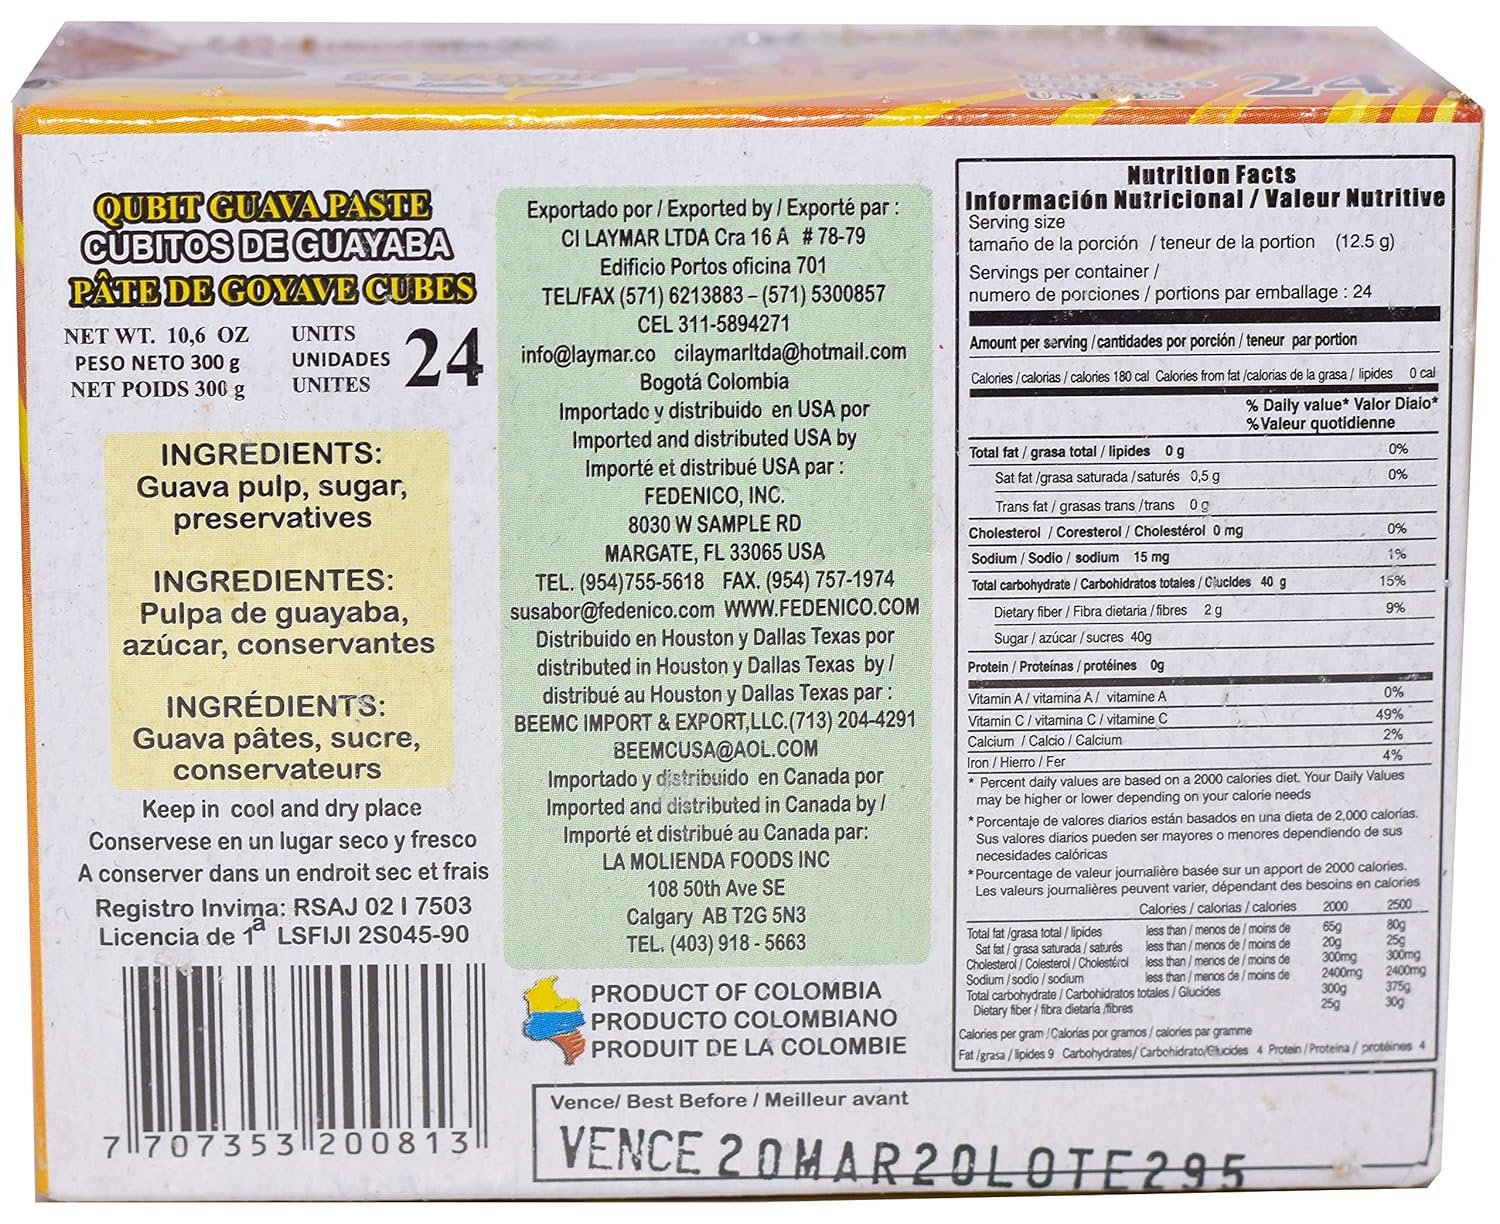 UNITS
UNITES
24
QUBIT GUAVA PASTE
CUBITOS DE GUAYABA
PÂTE DE GOYAVE CUBES
NET WT. 10,6 OZ
PESO NETO 300 g
NET POIDS 300 g
UNITS
UNIDADES
UNITES
24
INGREDIENTS:
Guava pulp, sugar,
preservatives
INGREDIENTES:
Pulpa de guayaba,
azúcar, conservantes
INGRÉDIENTS:
Guava pâtes, sucre,
conservateurs
Keep in cool and dry place
Conservese en un lugar seco y fresco
A conserver dans un endroit sec et frais
Registro Invima: RSAJ 02 I 7503
Licencia de 1ª LSFIJI 2S045-90
7 707353 200813
Exportado por / Exported by / Exporté par :
CI LAYMAR LTDA Cra 16 A # 78-79
Edificio Portos oficina 701
TEL/FAX (571) 6213883 – (571) 5300857
CEL 311-5894271
info@laymar.co cilaymarltda@hotmail.com
Bogotá Colombia
Importado y distribuido en USA por
Imported and distributed USA by
Importé et distribué USA par :
FEDENICO, INC.
8030 W SAMPLE RD
MARGATE, FL 33065 USA
TEL. (954)755-5618 FAX. (954) 757-1974
susabor@fedenico.com WWW.FEDENICO.COM
Distribuido en Houston y Dallas Texas por
distributed in Houston y Dallas Texas by /
distribué au Houston y Dallas Texas par :
BEEMC IMPORT & EXPORT,LLC.(713) 204-4291
BEEMCUSA@AOL.COM
Importado y distribuido en Canada por
Imported and distributed in Canada by /
Importé et distribué au Canada par:
LA MOLIENDA FOODS INC
108 50th Ave SE
Calgary AB T2G 5N3
TEL. (403) 918 - 5663
PRODUCT OF COLOMBIA
PRODUCTO COLOMBIANO
PRODUIT DE LA COLOMBIE
Nutrition Facts
Información Nutricional / Valeur Nutritive
Serving size
tamaño de la porción / teneur de la portion (12.5 g)
Servings per container /
numero de porciones / portions par emballage : 24
Amount per serving / cantidades por porción / teneur par portion
Calories / calorias / calories 180 cal Calories from fat /calorias de la grasa / lipides 0 cal
% Daily value* Valor Diaio*
%Valeur quotidienne
Total fat / grasa total / lipides 0 g 0%
Sat fat /grasa saturada /saturés 0,5 g 0%
Trans fat / grasas trans /trans 0 g
Cholesterol / Coresterol / Cholestérol 0 mg 0%
Sodium / Sodio / sodium 15 mg 1%
Total carbohydrate / Carbohidratos totales / Glucides 40 g 15%
Dietary fiber / Fibra dietaria /fibres 2 g 9%
Sugar / azúcar / sucres 40g
Protein / Proteínas / protéines 0g
Vitamin A / vitamina A / vitamine A 0%
Vitamin C / vitamina C / vitamine C 49%
Calcium / Calcio / Calcium 2%
Iron / Hierro / Fer 4%
* Percent daily values are based on a 2000 calories diet. Your Daily Values
may be higher or lower depending on your calorie needs
* Porcentaje de valores diarios están basados en una dieta de 2,000 calorías.
Sus valores diarios pueden ser mayores o menores dependiendo de sus
necesidades calóricas
* Pourcentage de valeur journalière basée sur un apport de 2000 calories.
Les valeurs journalières peuvent varier, dépendant des besoins en calories
Calories / calorias / calories 2000 2500
Total fat /grasa total / lipides less than / menos de / moins de 65g 80g
Sat fat / grasa saturada / saturés less than / menos de / moins de 20g 25g
Cholesterol / Colesterol / Cholestérol less than / menos de / moins de 300mg 300mg
Sodium / sodio / sodium less than / menos de / moins de 2400mg 2400mg
Total carbohydrate / Carbohidratos totales / Glucides 300g 375g
Dietary fiber / fibra dietaria /fibres 25g 30g
Calories per gram / Calorías por gramos / calories par gramme
Fat /grasa / lipides 9 Carbohydrates/ Carbohidrato/Glucides 4 Protein / Proteina / protéines 4
Vence/ Best Before / Meilleur avant
VENCE 20MAR20LOTE295